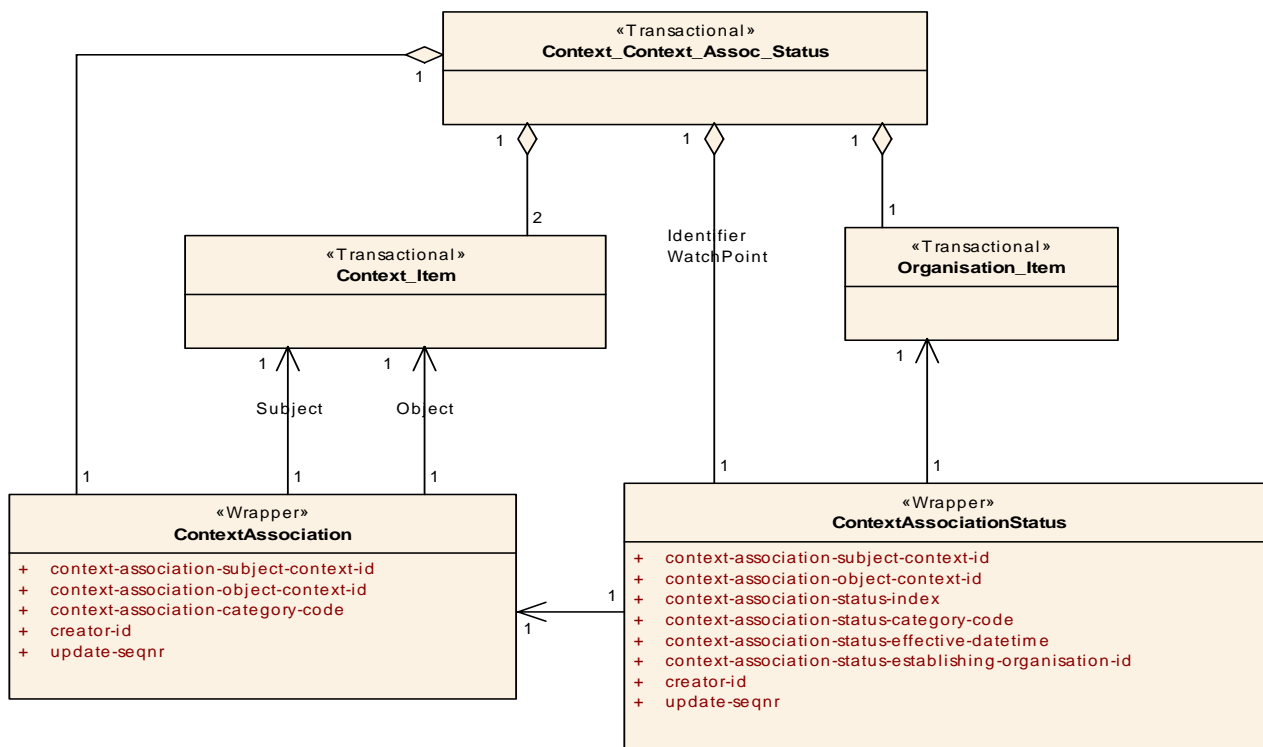 «Transactional»
Context_Context_Assoc_Status
1
1
1
1
2
1
Identifier
WatchPoint
«Transactional»
Context_Item
«Transactional»
Organisation_Item
1
1
1
Subject
Object
1
1
1
1
1
«Wrapper»
ContextAssociation
+ context-association-subject-context-id
+ context-association-object-context-id
+ context-association-category-code
+ creator-id
+ update-seqnr
«Wrapper»
ContextAssociationStatus
+ context-association-subject-context-id
+ context-association-object-context-id
+ context-association-status-index
+ context-association-status-category-code
+ context-association-status-effective-datetime
+ context-association-status-establishing-organisation-id
+ creator-id
+ update-seqnr
1
1